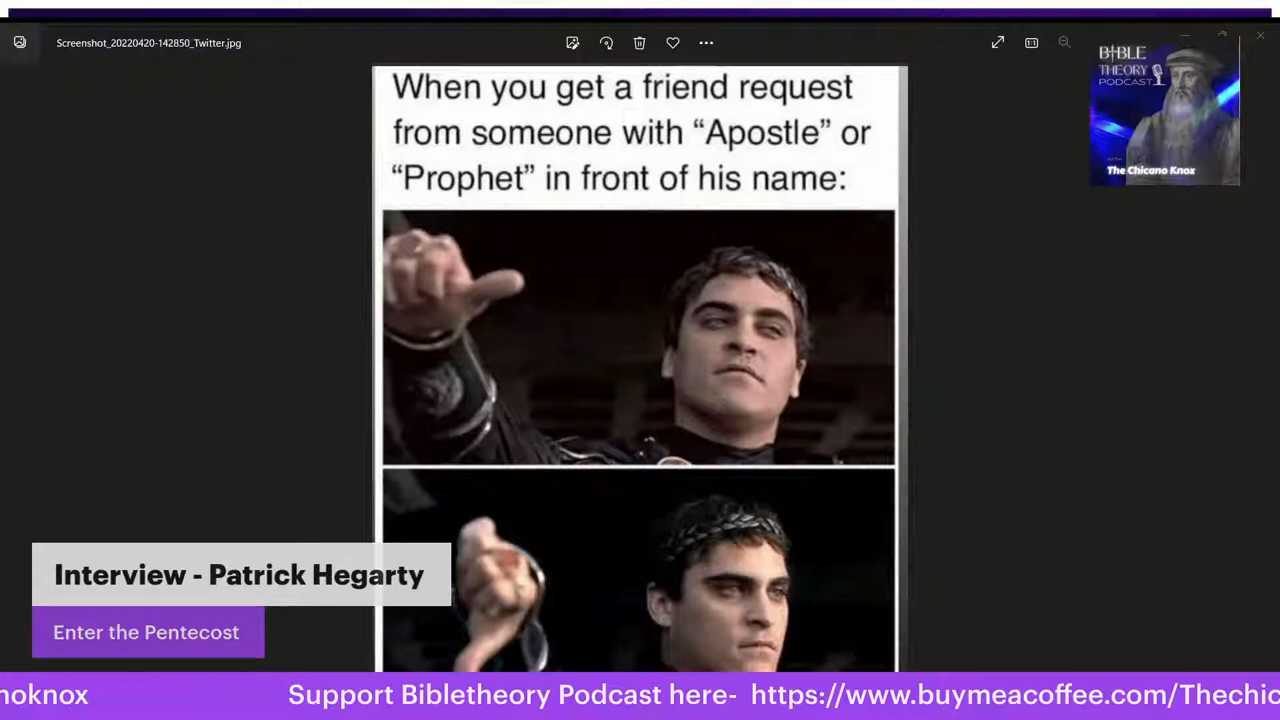 Screenshot_20220420-142850_Twitter.jpg
When you get a friend request
from someone with “Apostle” or
“Prophet” in front of his name:
BIBLE
THEORY
PODCAST
WITH
The Chicano Knox
Interview - Patrick Hegarty
Enter the Pentecost
noknox Support Bibletheory Podcast here- https://www.buymeacoffee.com/Thechic